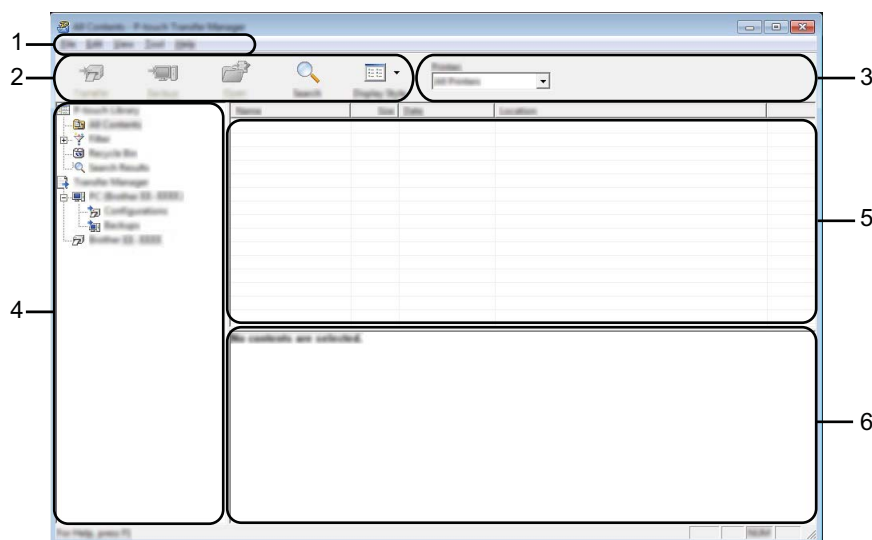 All Contents - P-touch Transfer Manager
1
File Edit View Tool Help
2
Transfer Backup Open Search Display Style
Printer
All Printers
3
P-touch Library
All Contents
Filter
Recycle Bin
Search Results
Transfer Manager
Configurations
Backups
Name Size Date Location
4
5
No contents are selected.
6
For Help, press F1
NUM